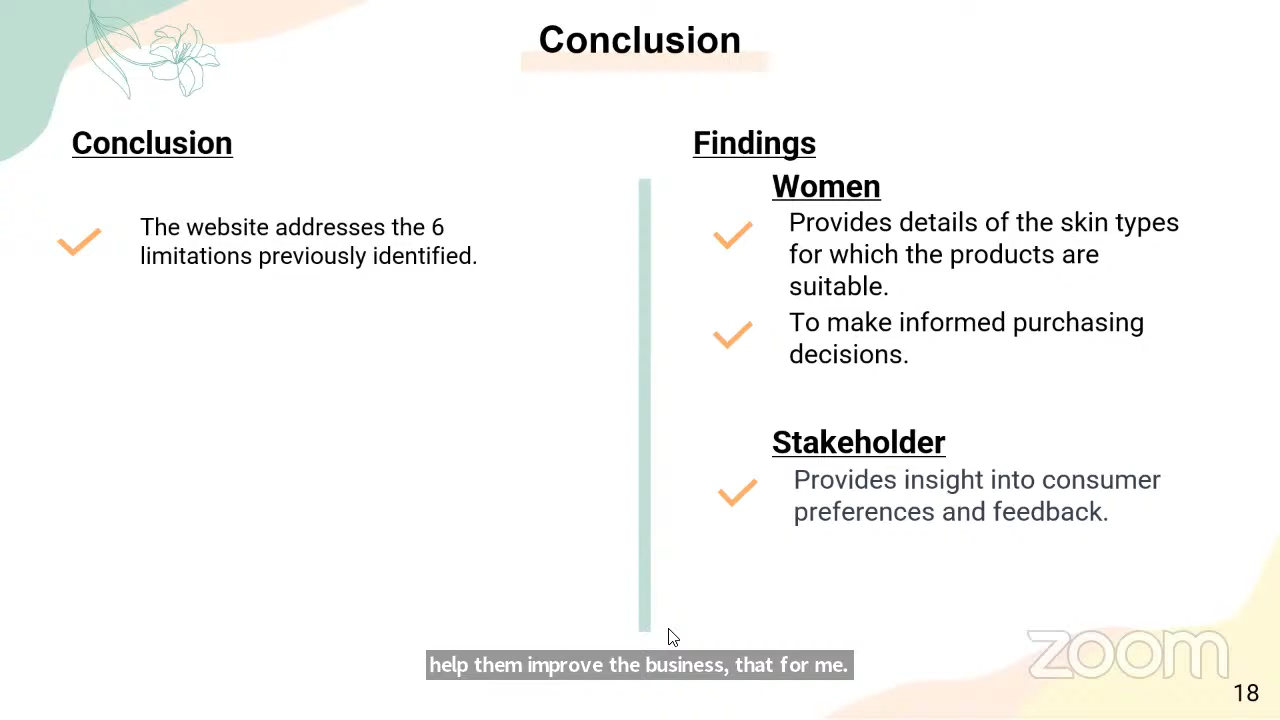 Conclusion
Conclusion
The website addresses the 6
limitations previously identified.
Findings
Women
Provides details of the skin types
for which the products are
suitable.
To make informed purchasing
decisions.
Stakeholder
Provides insight into consumer
preferences and feedback.
help them improve the business, that for me.
zoom
18